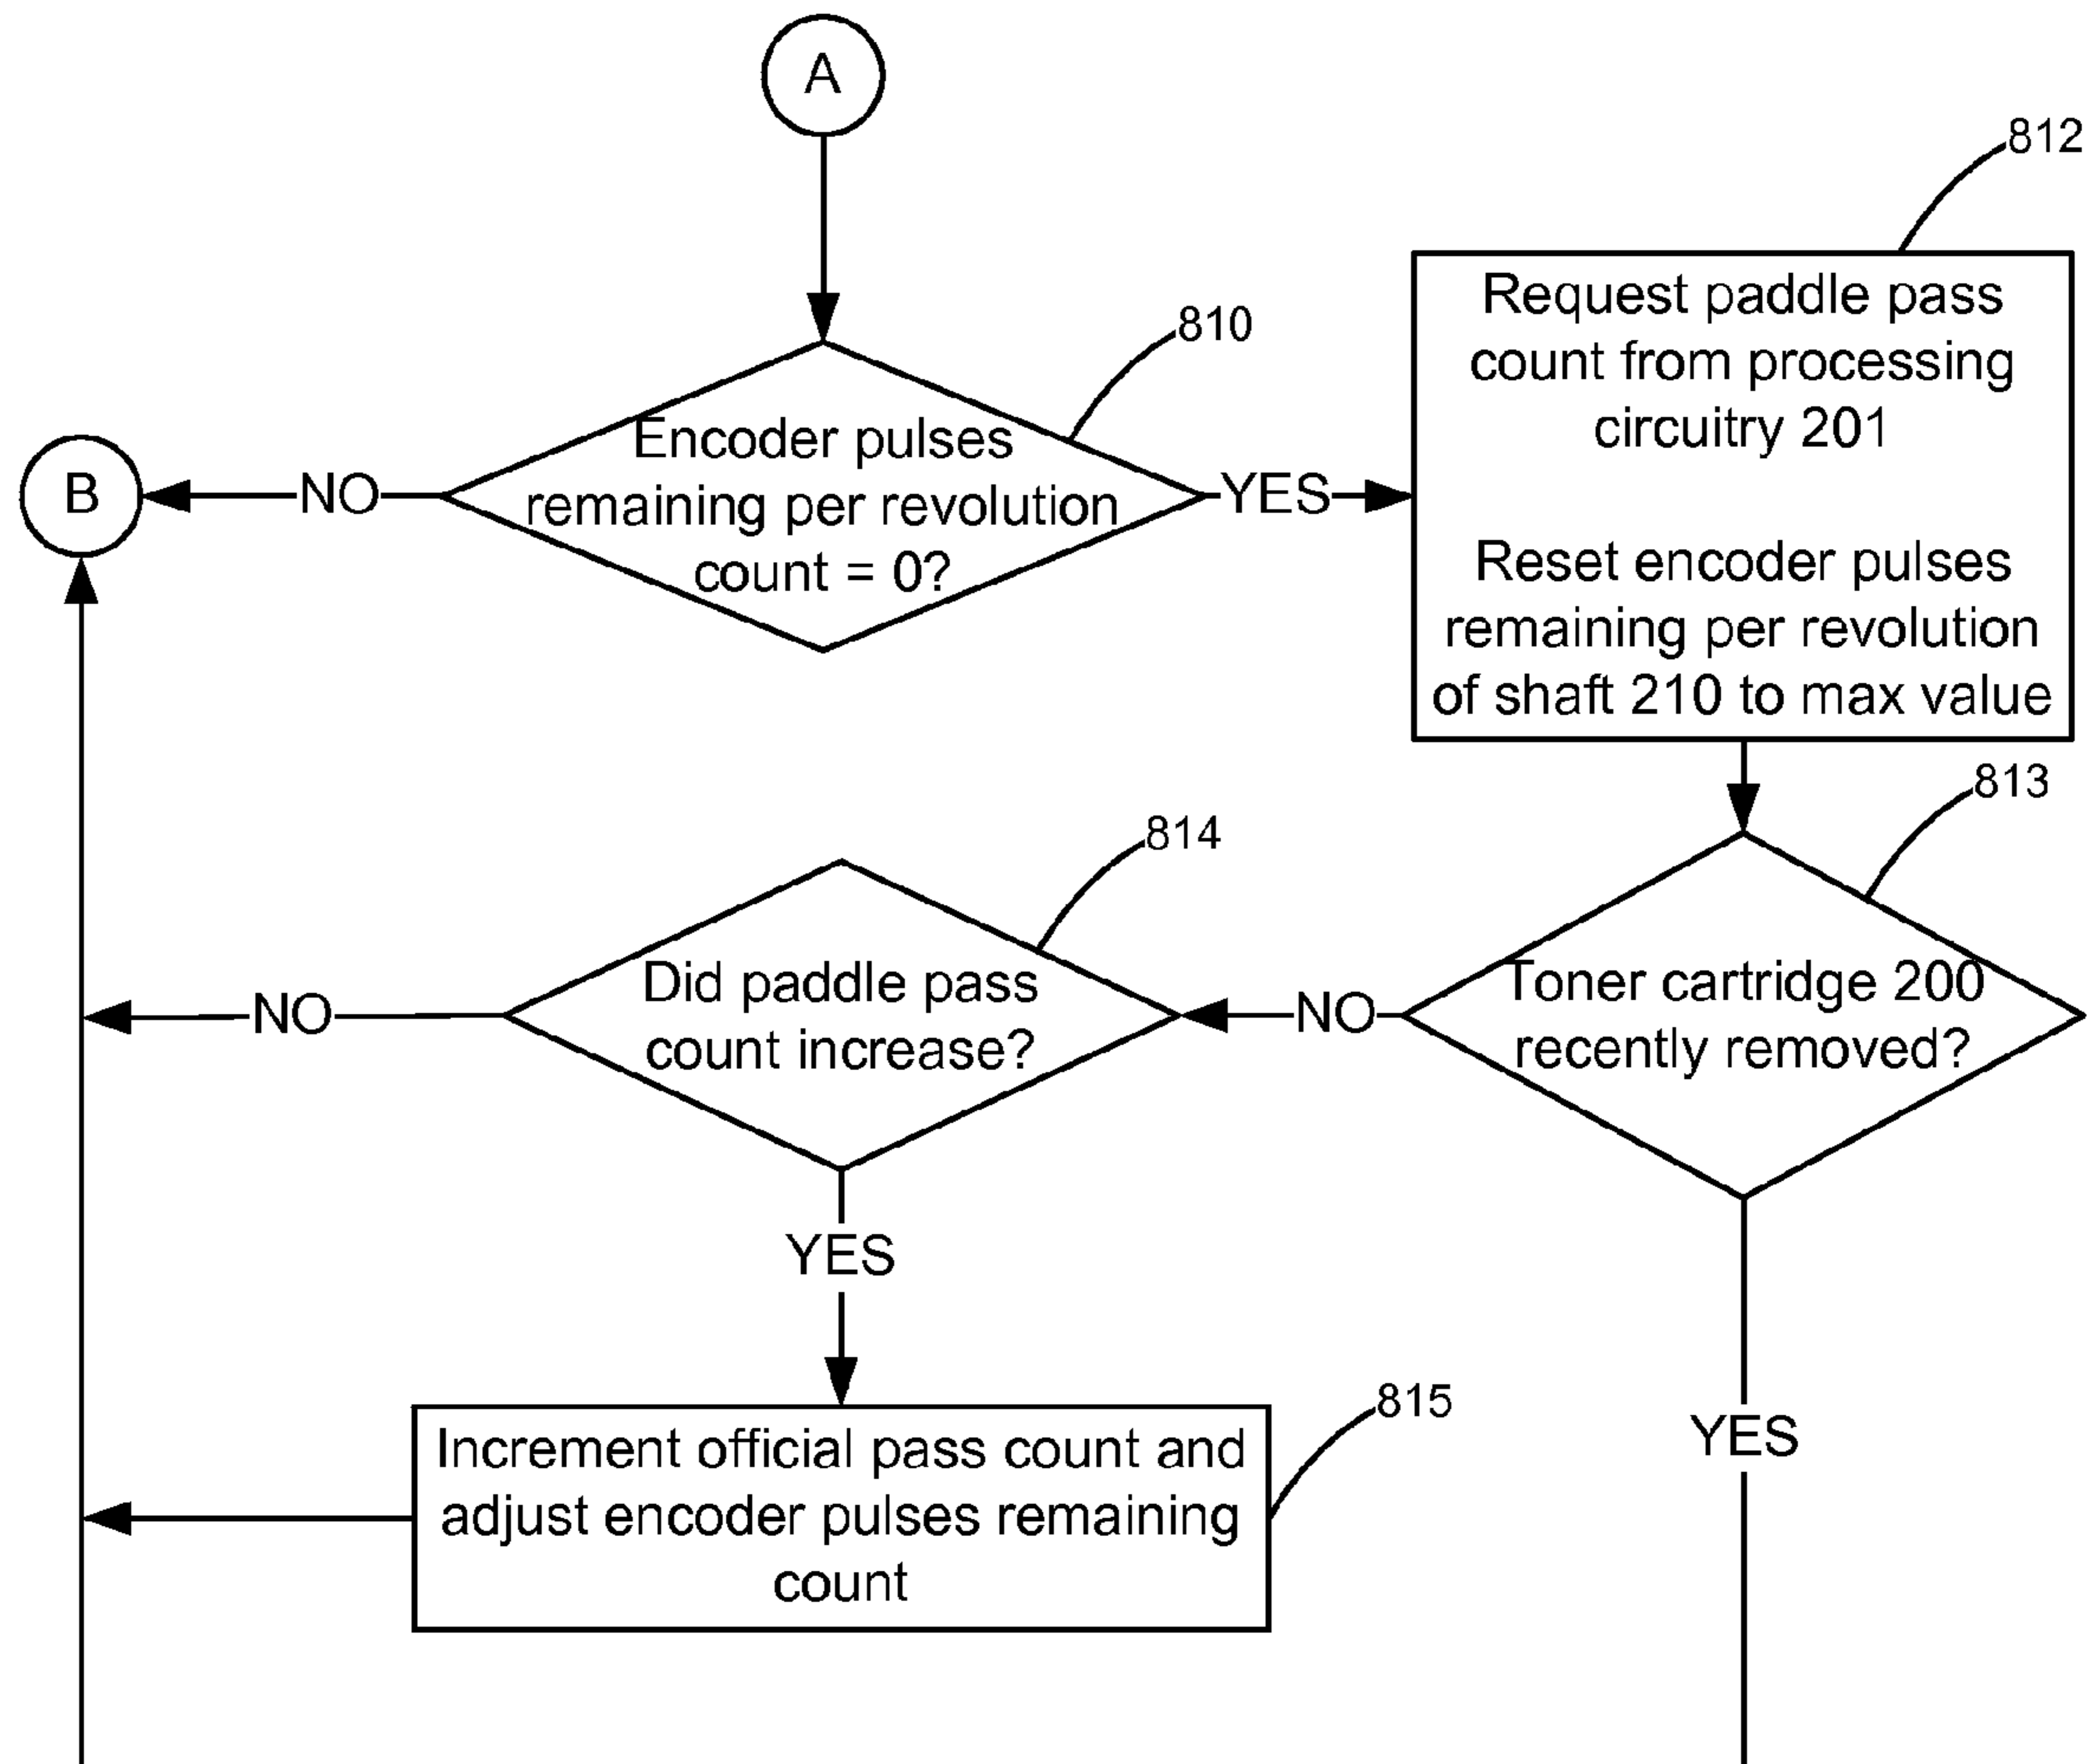 A
812
Request paddle pass
count from processing
circuitry 201
Reset encoder pulses
remaining per revolution
of shaft 210 to max value
810
Encoder pulses
remaining per revolution
count = 0?
YES
NO
B
813
Toner cartridge 200
recently removed?
NO
814
Did paddle pass
count increase?
NO
YES
815
Increment official pass count and
adjust encoder pulses remaining
count
YES